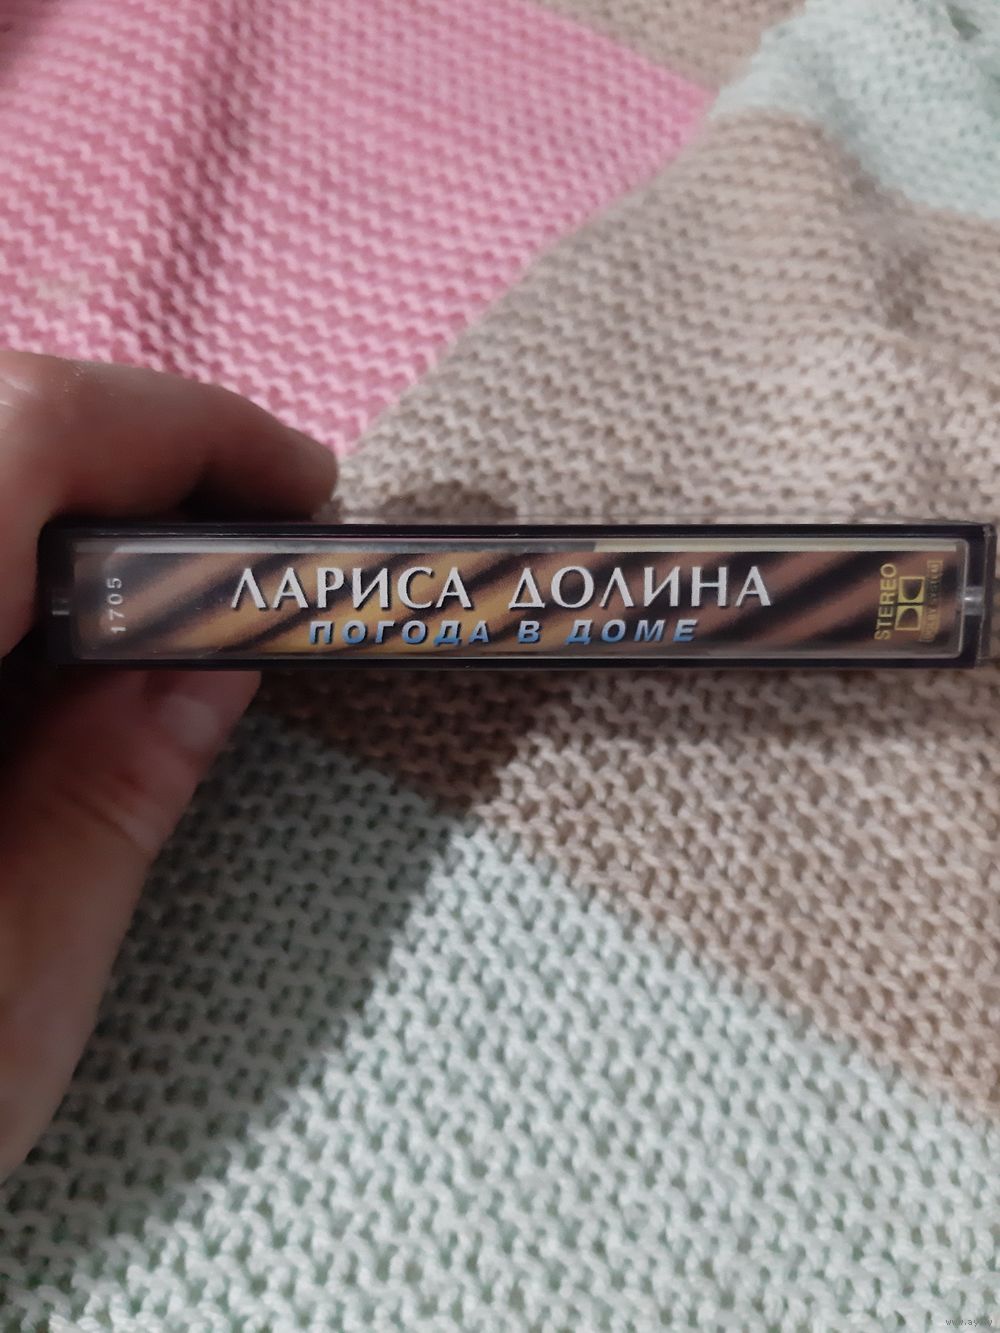 1705
ЛАРИСА ДОЛИНА
ПОГОДА В ДОМЕ
STEREO